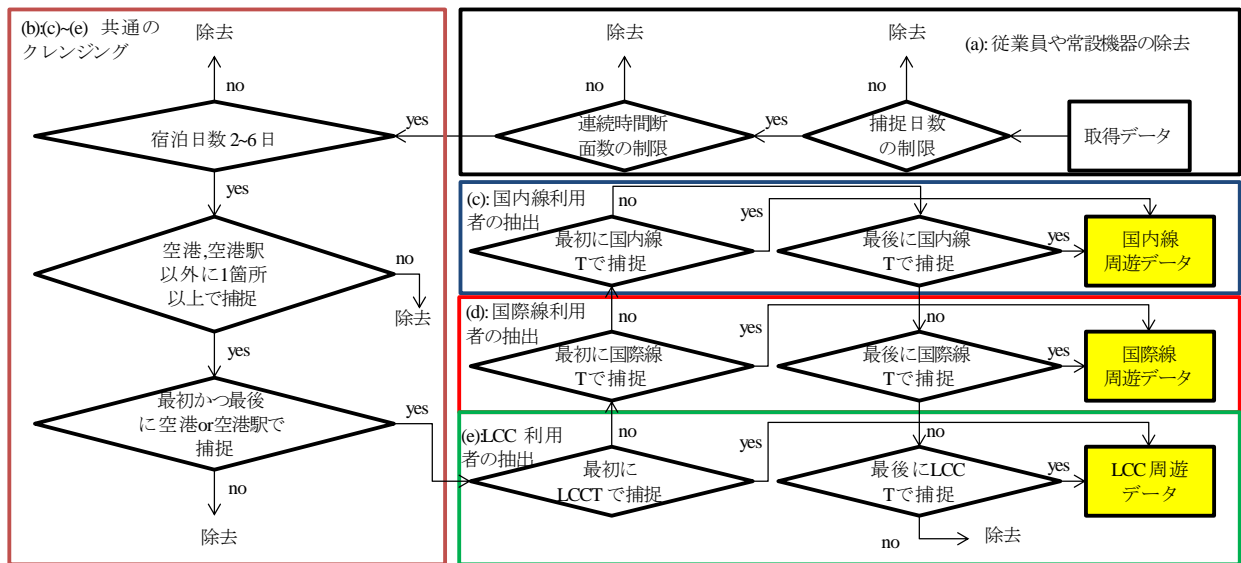 (b):(c)~(e) 共通の
クレンジング
除去
no
宿泊日数 2~6日
yes
空港,空港駅
以外に1箇所
以上で捕捉
no
除去
yes
最初かつ最後
に空港or空港駅で
捕捉
yes
no
除去
(a): 従業員や常設機器の除去
除去
除去
no
no
yes
連続時間断
面数の制限
yes
捕捉日数
の制限
取得データ
(c): 国内線利用
者の抽出
no
yes
最初に国内線
Tで捕捉
最後に国内線
Tで捕捉
yes
国内線
周遊データ
(d): 国際線利用
者の抽出
no
yes
no
最初に国際線
Tで捕捉
最後に国際線
Tで捕捉
yes
国際線
周遊データ
(e):LCC 利用
者の抽出
no
yes
no
最初に
LCCT で捕捉
最後にLCC
Tで捕捉
yes
LCC 周遊
データ
no
除去